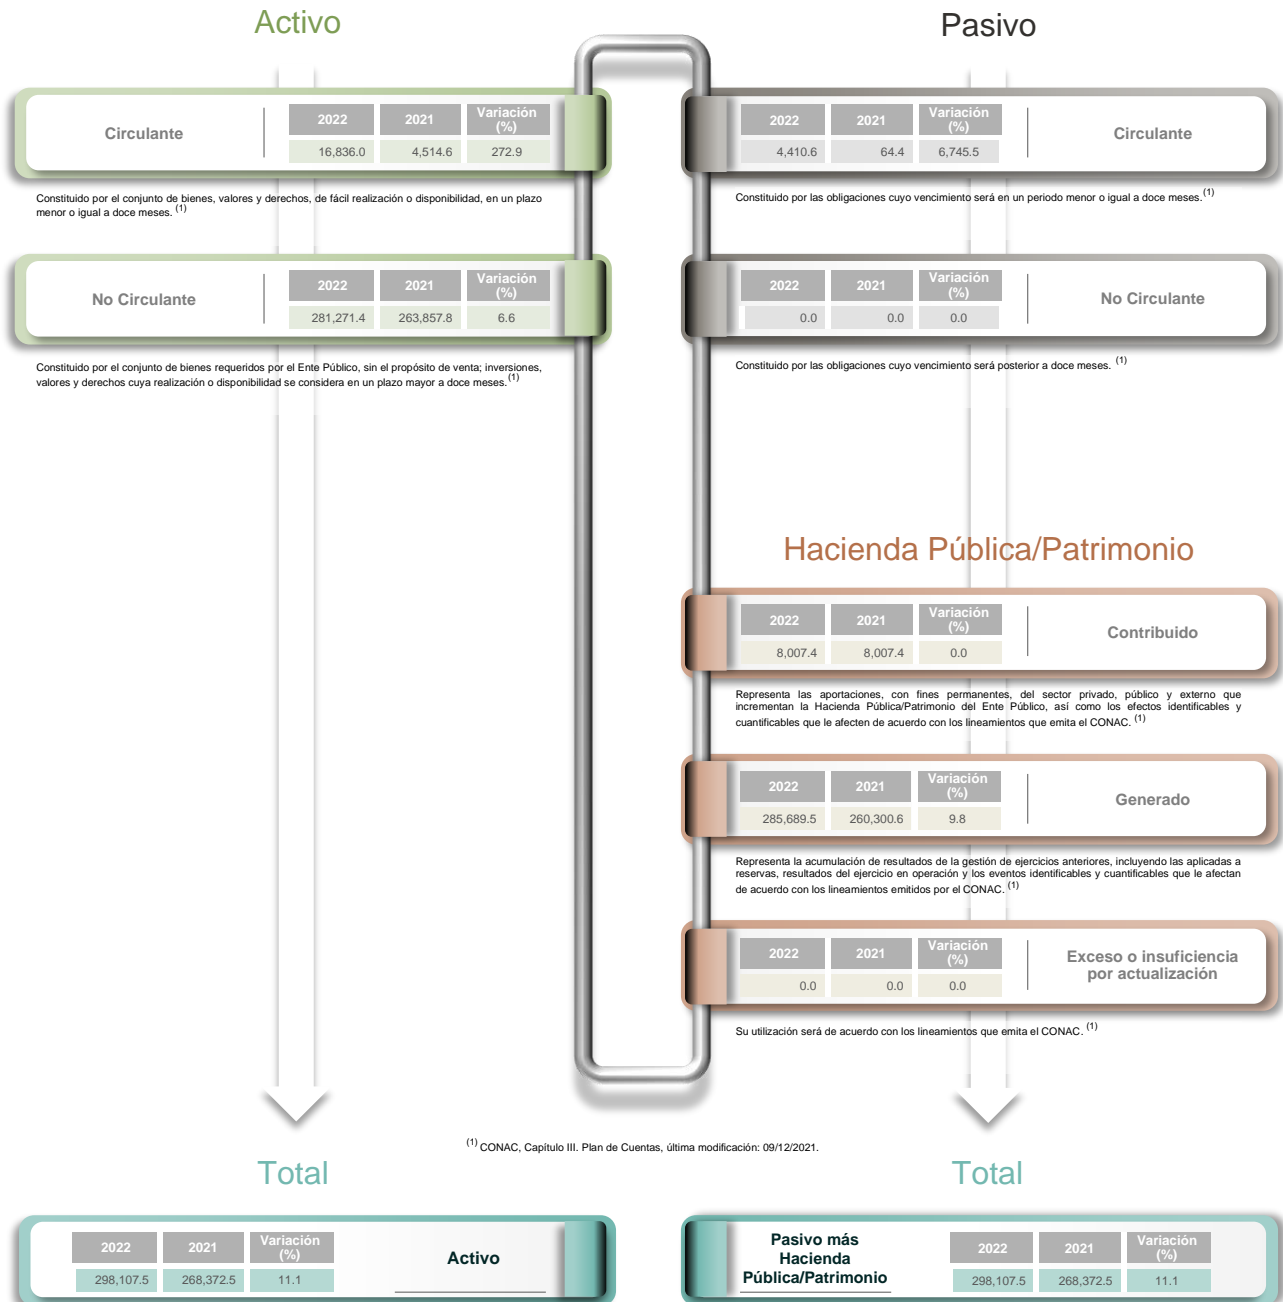 Activo
Circulante
2022 2021 Variación (%)
16,836.0 4,514.6 272.9
Constituido por el conjunto de bienes, valores y derechos, de fácil realización o disponibilidad, en un plazo
menor o igual a doce meses. (1)
No Circulante
2022 2021 Variación (%)
281,271.4 263,857.8 6.6
Constituido por el conjunto de bienes requeridos por el Ente Público, sin el propósito de venta; inversiones,
valores y derechos cuya realización o disponibilidad se considera en un plazo mayor a doce meses. (1)
Pasivo
2022 2021 Variación (%)
4,410.6 64.4 6,745.5
Circulante
Constituido por las obligaciones cuyo vencimiento será en un periodo menor o igual a doce meses. (1)
2022 2021 Variación (%)
0.0 0.0 0.0
No Circulante
Constituido por las obligaciones cuyo vencimiento será posterior a doce meses. (1)
Hacienda Pública/Patrimonio
2022 2021 Variación (%)
8,007.4 8,007.4 0.0
Contribuido
Representa las aportaciones, con fines permanentes, del sector privado, público y externo que
incrementan la Hacienda Pública/Patrimonio del Ente Público, así como los efectos identificables y
cuantificables que le afecten de acuerdo con los lineamientos que emita el CONAC. (1)
2022 2021 Variación (%)
285,689.5 260,300.6 9.8
Generado
Representa la acumulación de resultados de la gestión de ejercicios anteriores, incluyendo las aplicadas a
reservas, resultados del ejercicio en operación y los eventos identificables y cuantificables que le afectan
de acuerdo con los lineamientos emitidos por el CONAC. (1)
2022 2021 Variación (%)
0.0 0.0 0.0
Exceso o insuficiencia
por actualización
Su utilización será de acuerdo con los lineamientos que emita el CONAC. (1)
(1) CONAC, Capítulo III. Plan de Cuentas, última modificación: 09/12/2021.
Total
2022 2021 Variación (%)
298,107.5 268,372.5 11.1
Activo
Total
Pasivo más
Hacienda
Pública/Patrimonio
2022 2021 Variación (%)
298,107.5 268,372.5 11.1